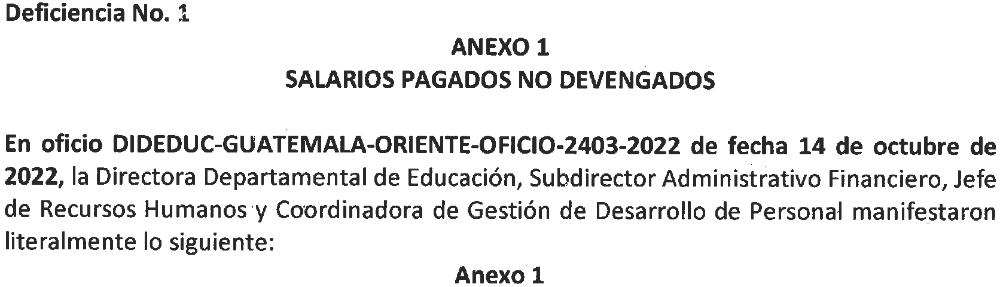 Deficiencia No. 1
ANEXO 1
SALARIOS PAGADOS NO DEVENGADOS
En oficio DIDEDUC-GUATEMALA-ORIENTE-OFICIO-2403-2022 de fecha 14 de octubre de
2022, la Directora Departamental de Educación, Subdirector Administrativo Financiero, Jefe
de Recursos Humanos y Coordinadora de Gestión de Desarrollo de Personal manifestaron
literalmente lo siguiente:
Anexo 1